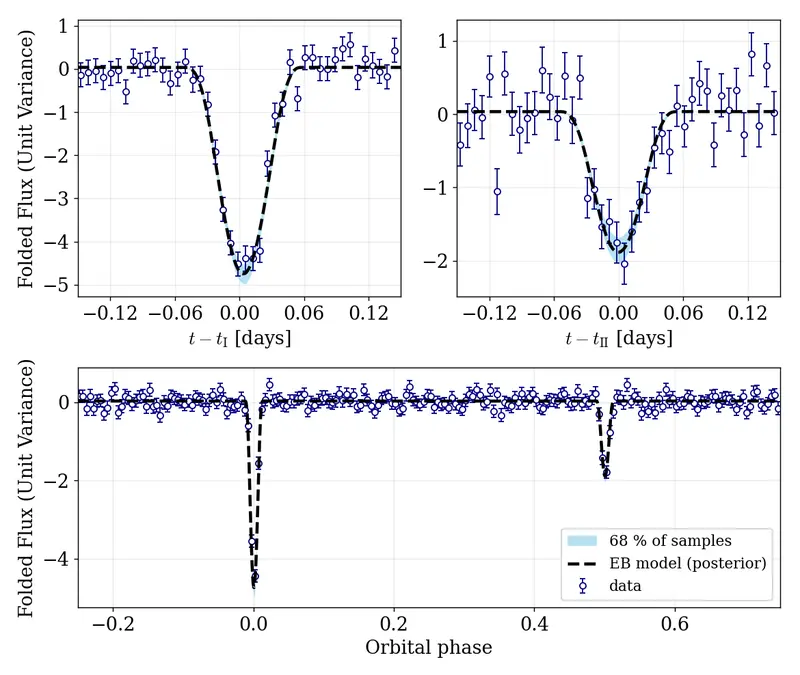 Folded Flux (Unit Variance)
1
0
−1
−2
−3
−4
−5
−0.12 −0.06 0.00 0.06 0.12
t − tI [days]
1
0
−1
−2
−0.12 −0.06 0.00 0.06 0.12
t − tII [days]
Folded Flux (Unit Variance)
0
−2
−4
68 % of samples
EB model (posterior)
data
−0.2 0.0 0.2 0.4 0.6
Orbital phase